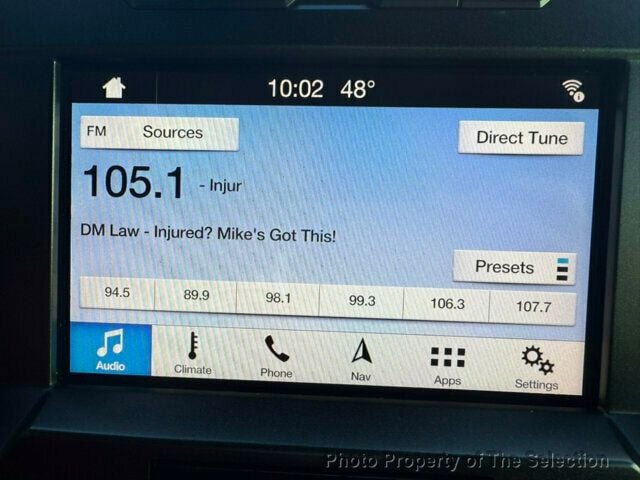 10:02 48°
FM Sources
Direct Tune
105.1 - Injur
DM Law - Injured? Mike's Got This!
Presets
94.5 89.9 98.1 99.3 106.3 107.7
Audio Climate Phone Nav Apps Settings
Photo Property of The Selection